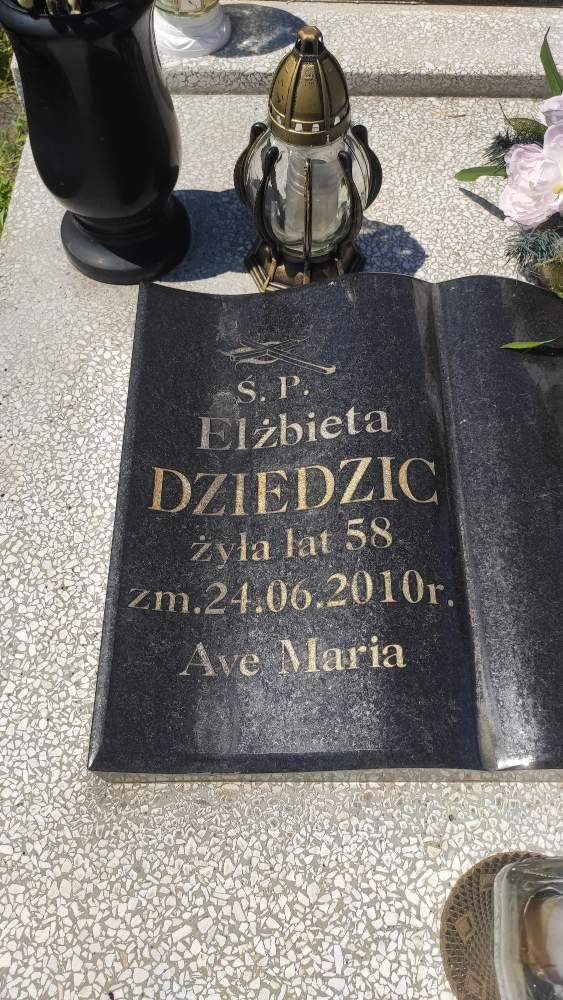 Ś. P.
Elżbieta
DZIEDZIC
żyła lat 58
zm.24.06.2010r.
Ave Maria